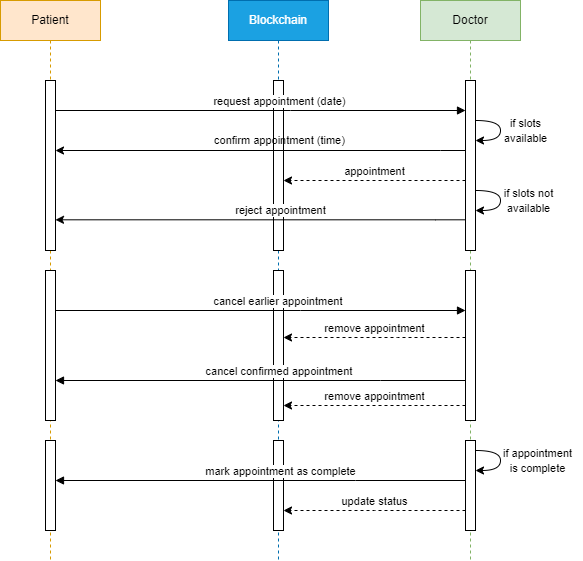 Patient
Blockchain
Doctor
request appointment (date)
if slots
available
confirm appointment (time)
appointment
if slots not
available
reject appointment
cancel earlier appointment
remove appointment
cancel confirmed appointment
remove appointment
if appointment
is complete
mark appointment as complete
update status